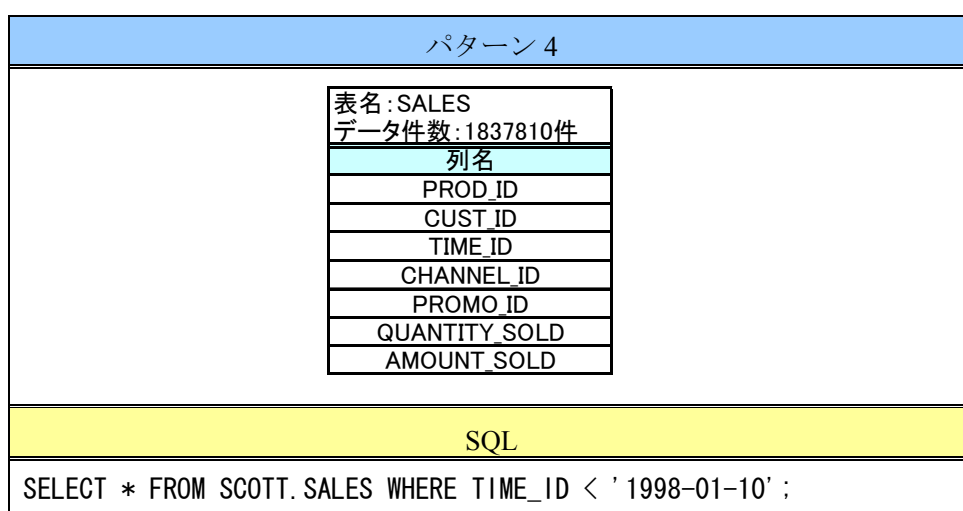 パターン 4
表名:SALES
データ件数:1837810件
列名
PROD_ID
CUST_ID
TIME_ID
CHANNEL_ID
PROMO_ID
QUANTITY_SOLD
AMOUNT_SOLD
SQL
SELECT * FROM SCOTT.SALES WHERE TIME_ID < '1998-01-10';